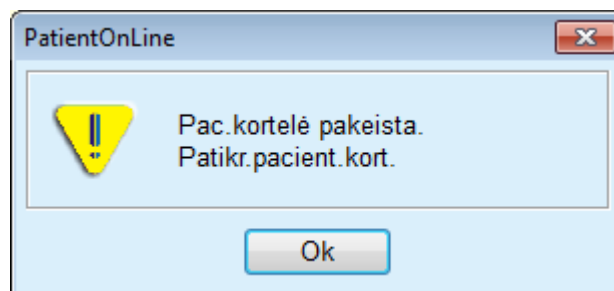 PatientOnLine
Pac.kortelė pakeista.
Patikr.pacient.kort.
Ok